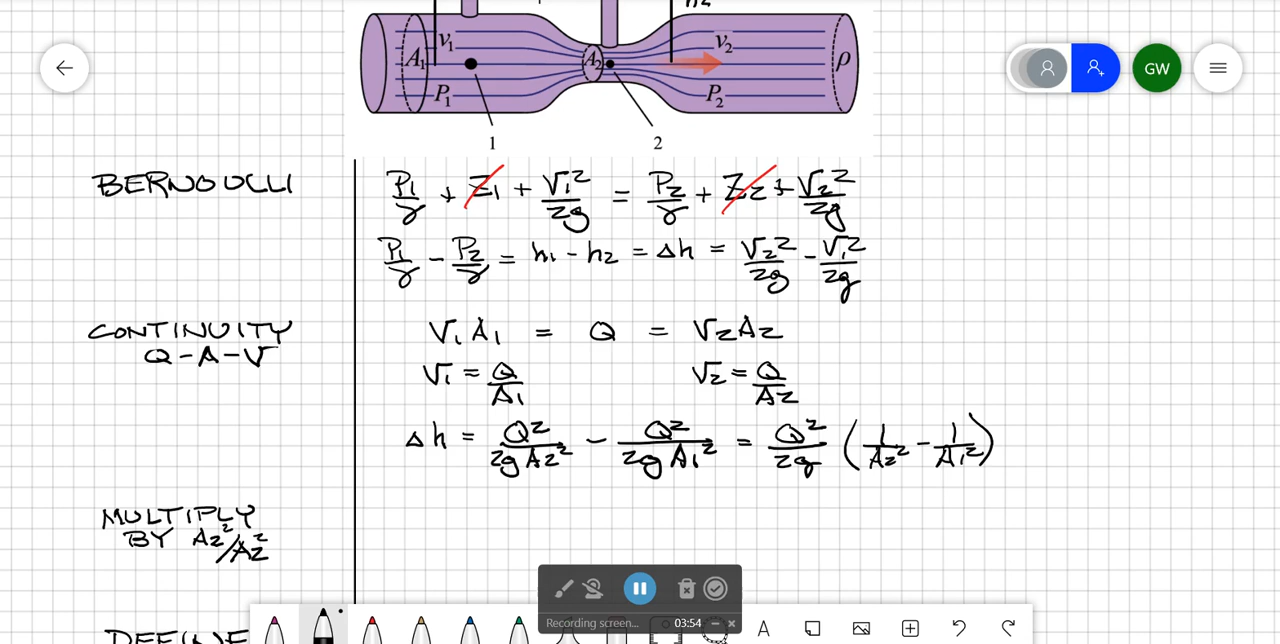 h2
v1 v2
A1 A2 ρ
P1 P2
1 2
GW
BERNOULLI P1/γ + Z1 + V1²/2g = P2/γ + Z2 + V2²/2g
P1/γ - P2/γ = h1 - h2 = Δh = V2²/2g - V1²/2g
CONTINUITY V1A1 = Q = V2A2
Q-A-V
V1 = Q/A1 V2 = Q/A2
Δh = Q²/2gA2² - Q²/2gA1² = Q²/2g (1/A2² - 1/A1²)
MULTIPLY
BY A2²/A2²
Recording screen... 03:54
DEFINE
A